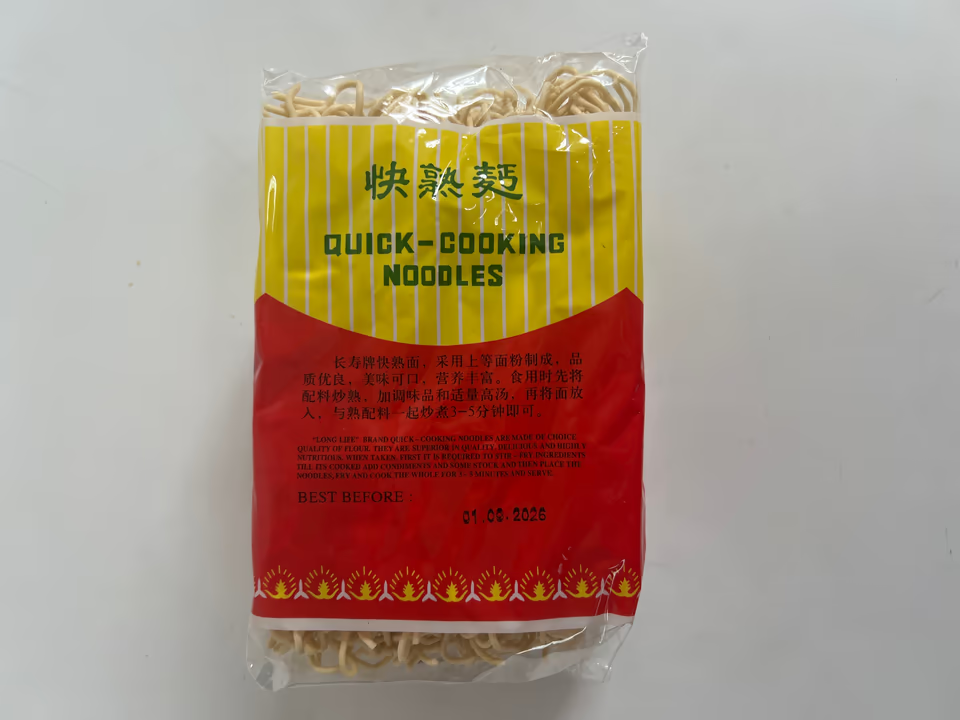 快熟麵
QUICK-COOKING
NOODLES
长寿牌快熟面，采用上等面粉制成。品
质优良，美味可口，营养丰富。食用时先将
配料炒熟，加调味品和适量高汤，再将面放
入，与熟配料一起炒煮3—5分钟即可。
"LONG LIFE" BRAND QUICK-COOKING NOODLES ARE MADE OF CHOICE
QUALITY OF FLOUR. THEY ARE SUPERIOR IN QUALITY, DELICIOUS AND HIGHLY
NUTRITIOUS. WHEN TAKEN, FIRST IT IS REQUIRED TO FRY INGREDIENTS
TILL ITS COOKED ADD CONDIMENTS AND SOME STOCK AND THEN PLACE THE
NOODLES, FRY AND COOK THE WHOLE FOR 3-5 MINUTES AND SERVE.
BEST BEFORE :
01.09.2026